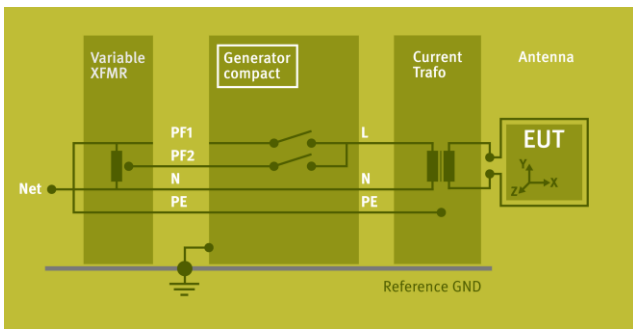 Variable
XFMR
Generator
compact
Current
Trafo
Antenna
PF1
L
PF2
EUT
Y
X
Z
Net
N
N
PE
PE
Reference GND